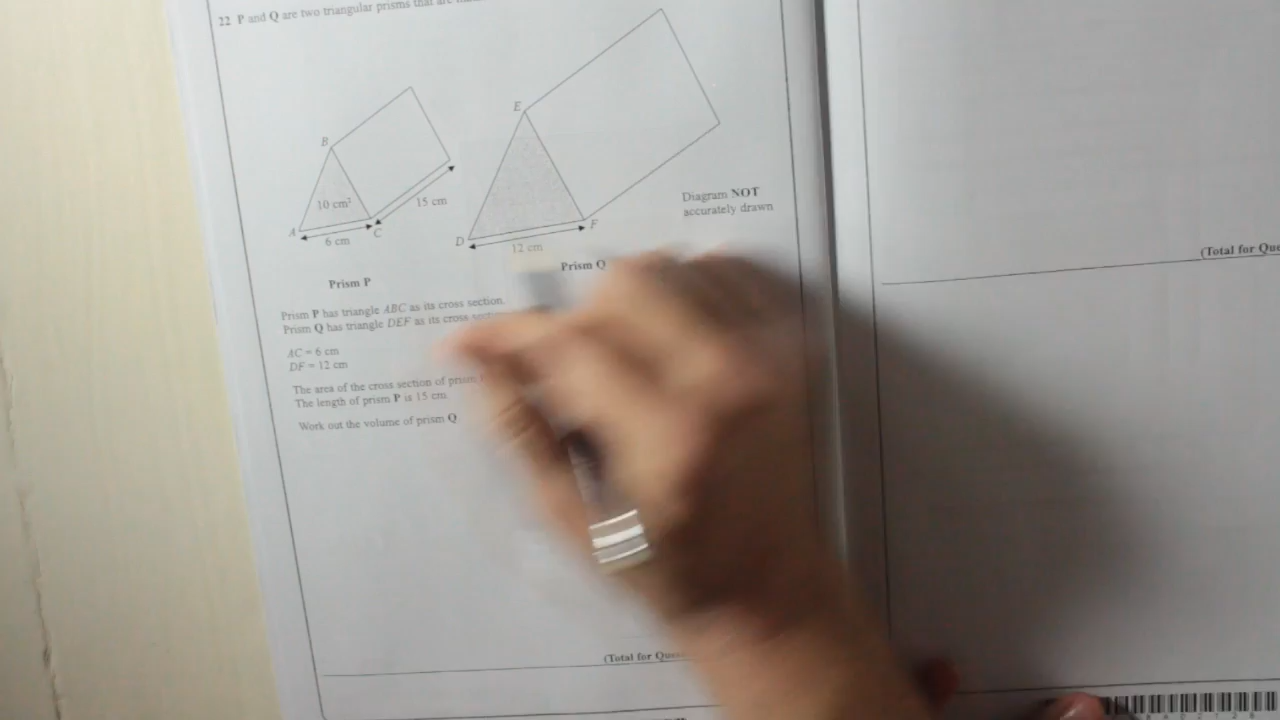 22 P and Q are two triangular prisms that are
B
10 cm²
A
6 cm
C
15 cm
Prism P
E
D
12 cm
F
Prism Q
Diagram NOT
accurately drawn
Prism P has triangle ABC as its cross section.
Prism Q has triangle DEF as its cross
AC = 6 cm
DF = 12 cm
The area of the cross section of prism
The length of prism P is 15 cm.
Work out the volume of prism Q
(Total for
(Total for